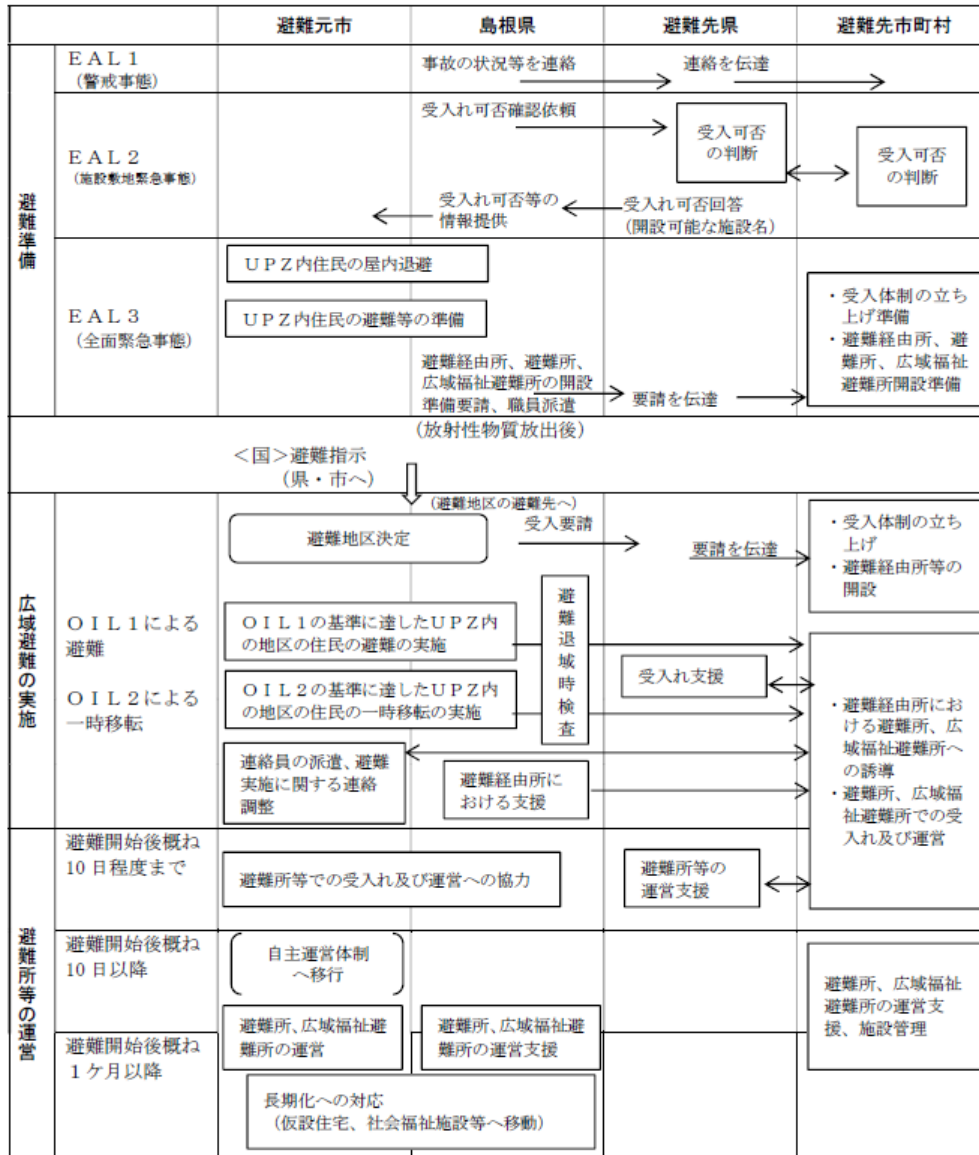 避難元市 島根県 避難先県 避難先市町村
避難準備
ＥＡＬ１
（警戒事態）
事故の状況等を連絡
連絡を伝達
ＥＡＬ２
（施設敷地緊急事態）
受入れ可否確認依頼
受入可否
の判断
受入可否
の判断
受入れ可否等の
情報提供
受入れ可否回答
（開設可能な施設名）
ＥＡＬ３
（全面緊急事態）
ＵＰＺ内住民の屋内退避
ＵＰＺ内住民の避難等の準備
避難経由所、避難所、
広域福祉避難所の開設
準備要請、職員派遣
要請を伝達
・受入体制の立ち
上げ準備
・避難経由所、避
難所、広域福祉
避難所開設準備
（放射性物質放出後）
＜国＞避難指示
（県・市へ）
広域避難の実施
（避難地区の避難先へ）
避難地区決定
受入要請
要請を伝達
・受入体制の立ち
上げ
・避難経由所等の
開設
ＯＩＬ１による
避難
ＯＩＬ１の基準に達したＵＰＺ内
の地区の住民の避難の実施
避難退域時検査
受入れ支援
ＯＩＬ２による
一時移転
ＯＩＬ２の基準に達したＵＰＺ内
の地区の住民の一時移転の実施
連絡員の派遣、避難
実施に関する連絡
調整
避難経由所に
おける支援
・避難経由所にお
ける避難所、広
域福祉避難所へ
の誘導
・避難所、広域福
祉避難所での受
入れ及び運営
避難所等の運営
避難開始後概ね
10日程度まで
避難所等での受入れ及び運営への協力
避難所等の
運営支援
避難開始後概ね
10日以降
自主運営体制
へ移行
避難所、広域福祉避
難所の運営
避難所、広域福祉避
難所の運営支援
避難所、広域福祉
避難所の運営支
援、施設管理
避難開始後概ね
１ケ月以降
長期化への対応
（仮設住宅、社会福祉施設等へ移動）